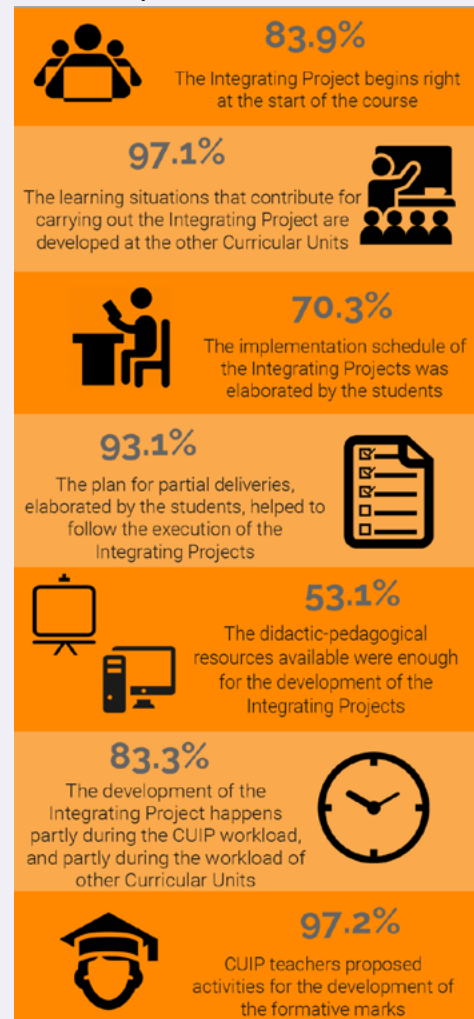 83.9%
The Integrating Project begins right
at the start of the course
97.1%
The learning situations that contribute for
carrying out the Integrating Project are
developed at the other Curricular Units
70.3%
The implementation schedule of
the Integrating Projects was
elaborated by the students
93.1%
The plan for partial deliveries,
elaborated by the students, helped to
follow the execution of the
Integrating Projects
53.1%
The didactic-pedagogical
resources available were enough
for the development of the
Integrating Projects
83.3%
The development of the
Integrating Project happens
partly during the CUIP workload,
and partly during the workload of
other Curricular Units
97.2%
CUIP teachers proposed
activities for the development of
the formative marks